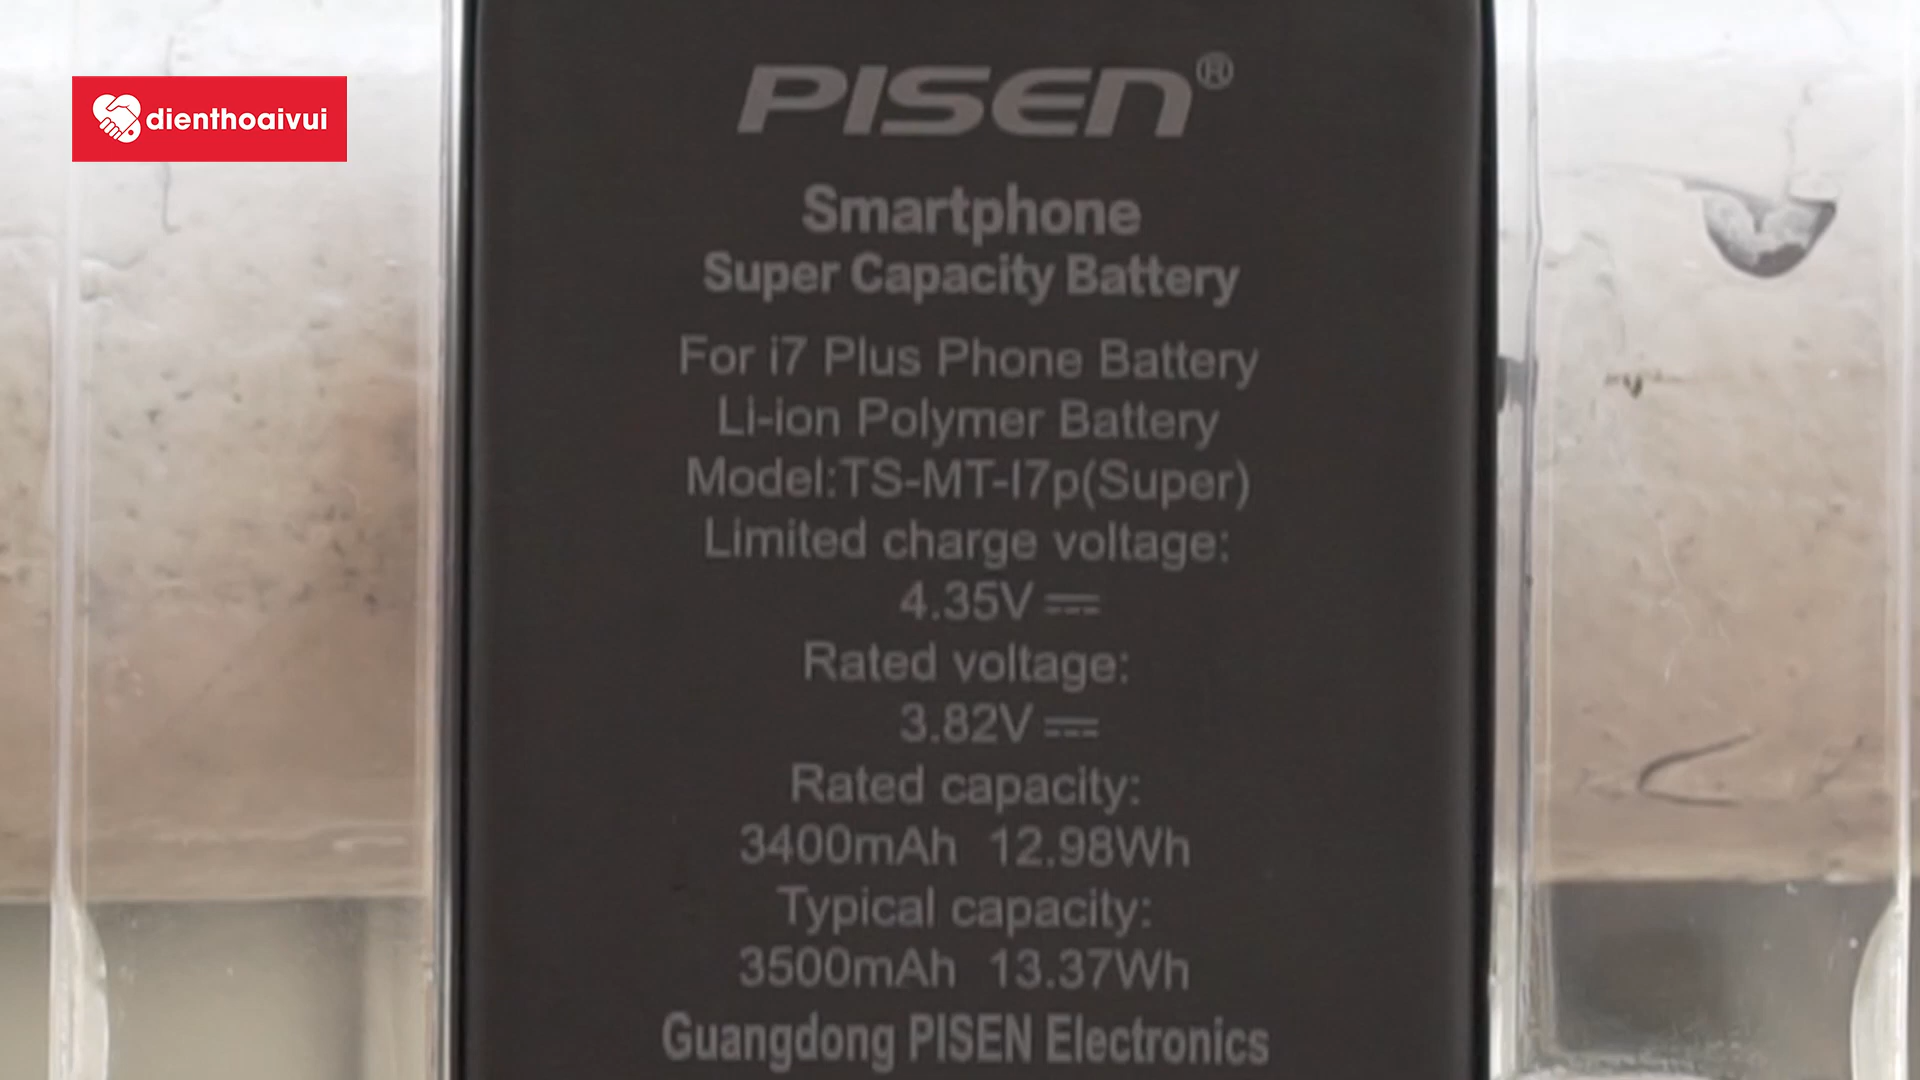 dienthoaivui
PISEN®
Smartphone
Super Capacity Battery
For i7 Plus Phone Battery
Li-ion Polymer Battery
Model:TS-MT-I7p(Super)
Limited charge voltage:
4.35V ⎓
Rated voltage:
3.82V ⎓
Rated capacity:
3400mAh 12.98Wh
Typical capacity:
3500mAh 13.37Wh
Guangdong PISEN Electronics